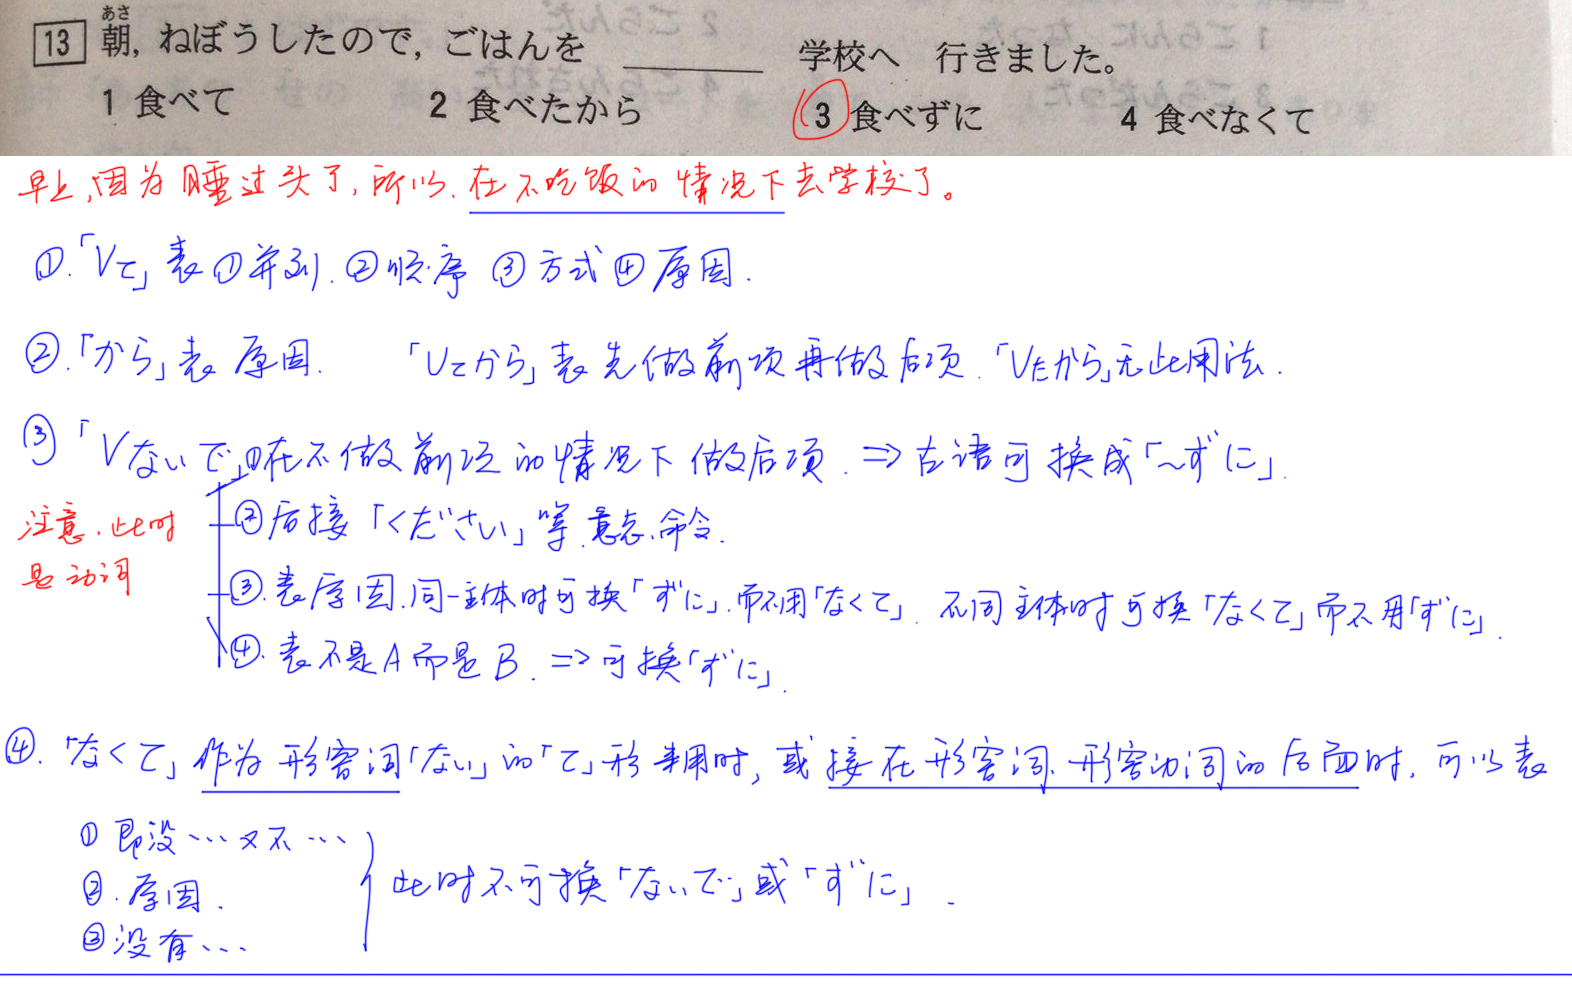 あさ
13 朝, ねぼうしたので, ごはんを ______ 学校へ 行きました。
1 食べて 2 食べたから 3 食べずに 4 食べなくて
早上,因为睡过头了,所以,在不吃饭的情况下去学校了。
①.「Vて」表①并列.②顺序 ③方式④原因.
②.「から」表原因. 「Vてから」表先做前项再做后项.「Vたから」无此用法.
③「Vないで」①在不做前项的情况下做后项. ⇒古语可换成「~ずに」.
②后接「ください」等.意志.命令.
注意.此时
是动词
③.表原因.同一主体时可换「ずに」.而不用「なくて」. 不同主体时可换「なくて」而不用「ずに」.
④.表不是A而是B. ⇒可换「ずに」.
④.「なくて」作为形容词「ない」的「て」形来用时,或接在形容词.形容动词的后面时.可以表
①即没…又不…
②.原因.
③没有…
此时不可换「ないで」或「ずに」.